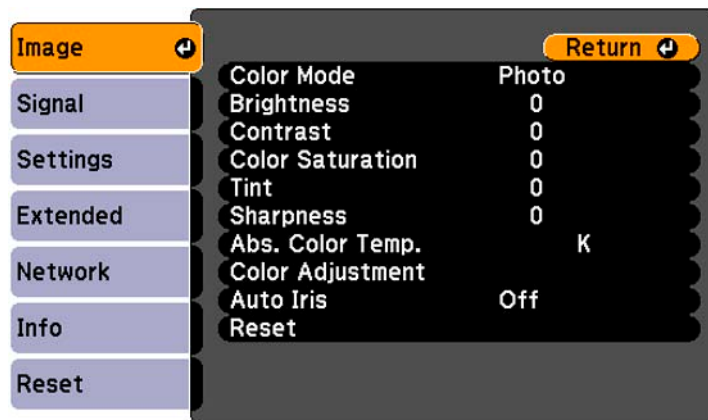 Image
Signal
Settings
Extended
Network
Info
Reset
Return
Color Mode Photo
Brightness 0
Contrast 0
Color Saturation 0
Tint 0
Sharpness 0
Abs. Color Temp. K
Color Adjustment
Auto Iris Off
Reset